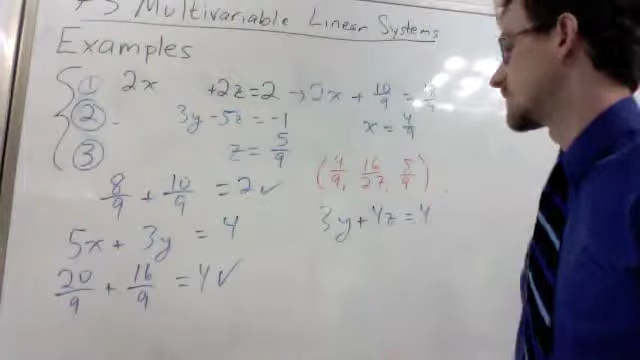 7.3 Multivariable Linear Systems
Examples
① 2x +2z=2 → 2x + 10/9 =
② 3y -5z = -1 x = 4/9
③ z = 5/9
(4/9, 16/27, 5/9)
8/9 + 10/9 = 2 ✓
3y+4z=4
5x + 3y = 4
20/9 + 16/9 = 4 ✓